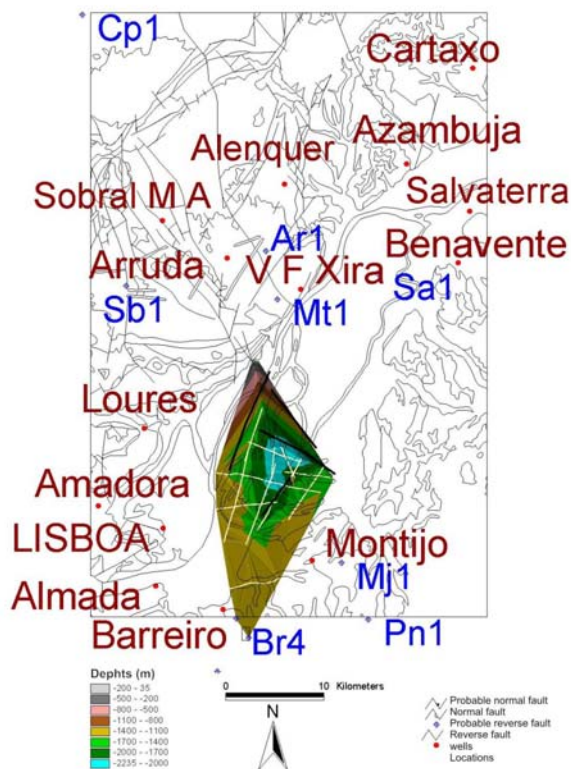 Cp1
Cartaxo
Azambuja
Alenquer
Salvaterra
Sobral M A
Ar1
Benavente
Arruda
V F Xira
Sa1
Sb1
Mt1
Loures
Amadora
LISBOA
Montijo
Mj1
Almada
Barreiro
Br4
Pn1
Dephts (m)
-200 - 35
-500 - -200
-800 - -500
-1100 - -800
-1400 - -1100
-1700 - -1400
-2000 - -1700
-2235 - -2000
0 10 Kilometers
N
Probable normal fault
Normal fault
Probable reverse fault
Reverse fault
wells
Locations